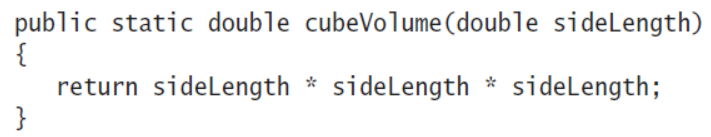 public static double cubeVolume(double sideLength)
{
   return sideLength * sideLength * sideLength;
}